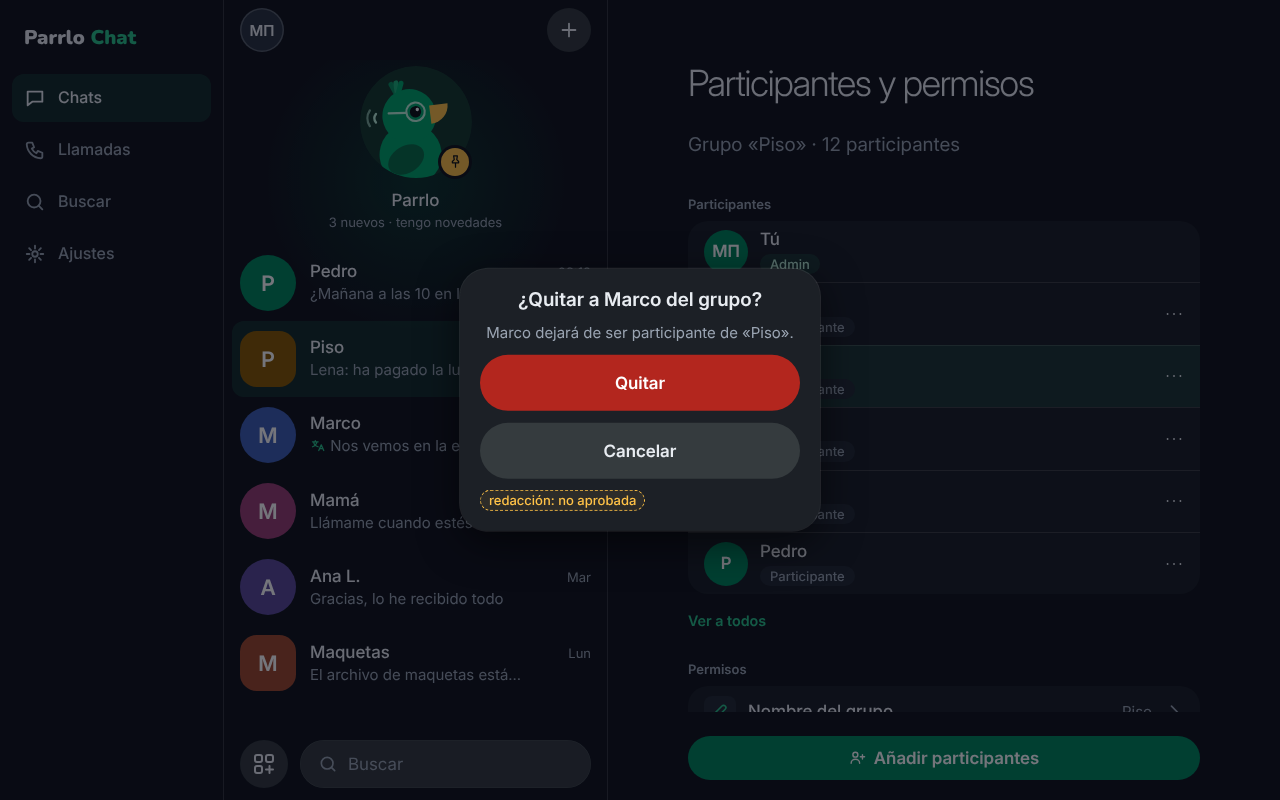 Parrlo Chat
Chats
Llamadas
Buscar
Ajustes
МП
Parrlo
3 nuevos · tengo novedades
Pedro
¿Mañana a las 10 en
P
Piso
Lena: ha pagado la
P
Marco
Nos vemos en la
M
Mamá
Llámame cuando estés
M
Ana L.
Mar
Gracias, lo he recibido todo
A
Maquetas
Lun
El archivo de maquetas está...
M
Buscar
Participantes y permisos
Grupo «Piso» · 12 participantes
Participantes
МП
Tú
Admin
P
Pedro
Participante
Ver a todos
Permisos
Nombre del grupo
Piso
Añadir participantes
¿Quitar a Marco del grupo?
Marco dejará de ser participante de «Piso».
Quitar
Cancelar
redacción: no aprobada